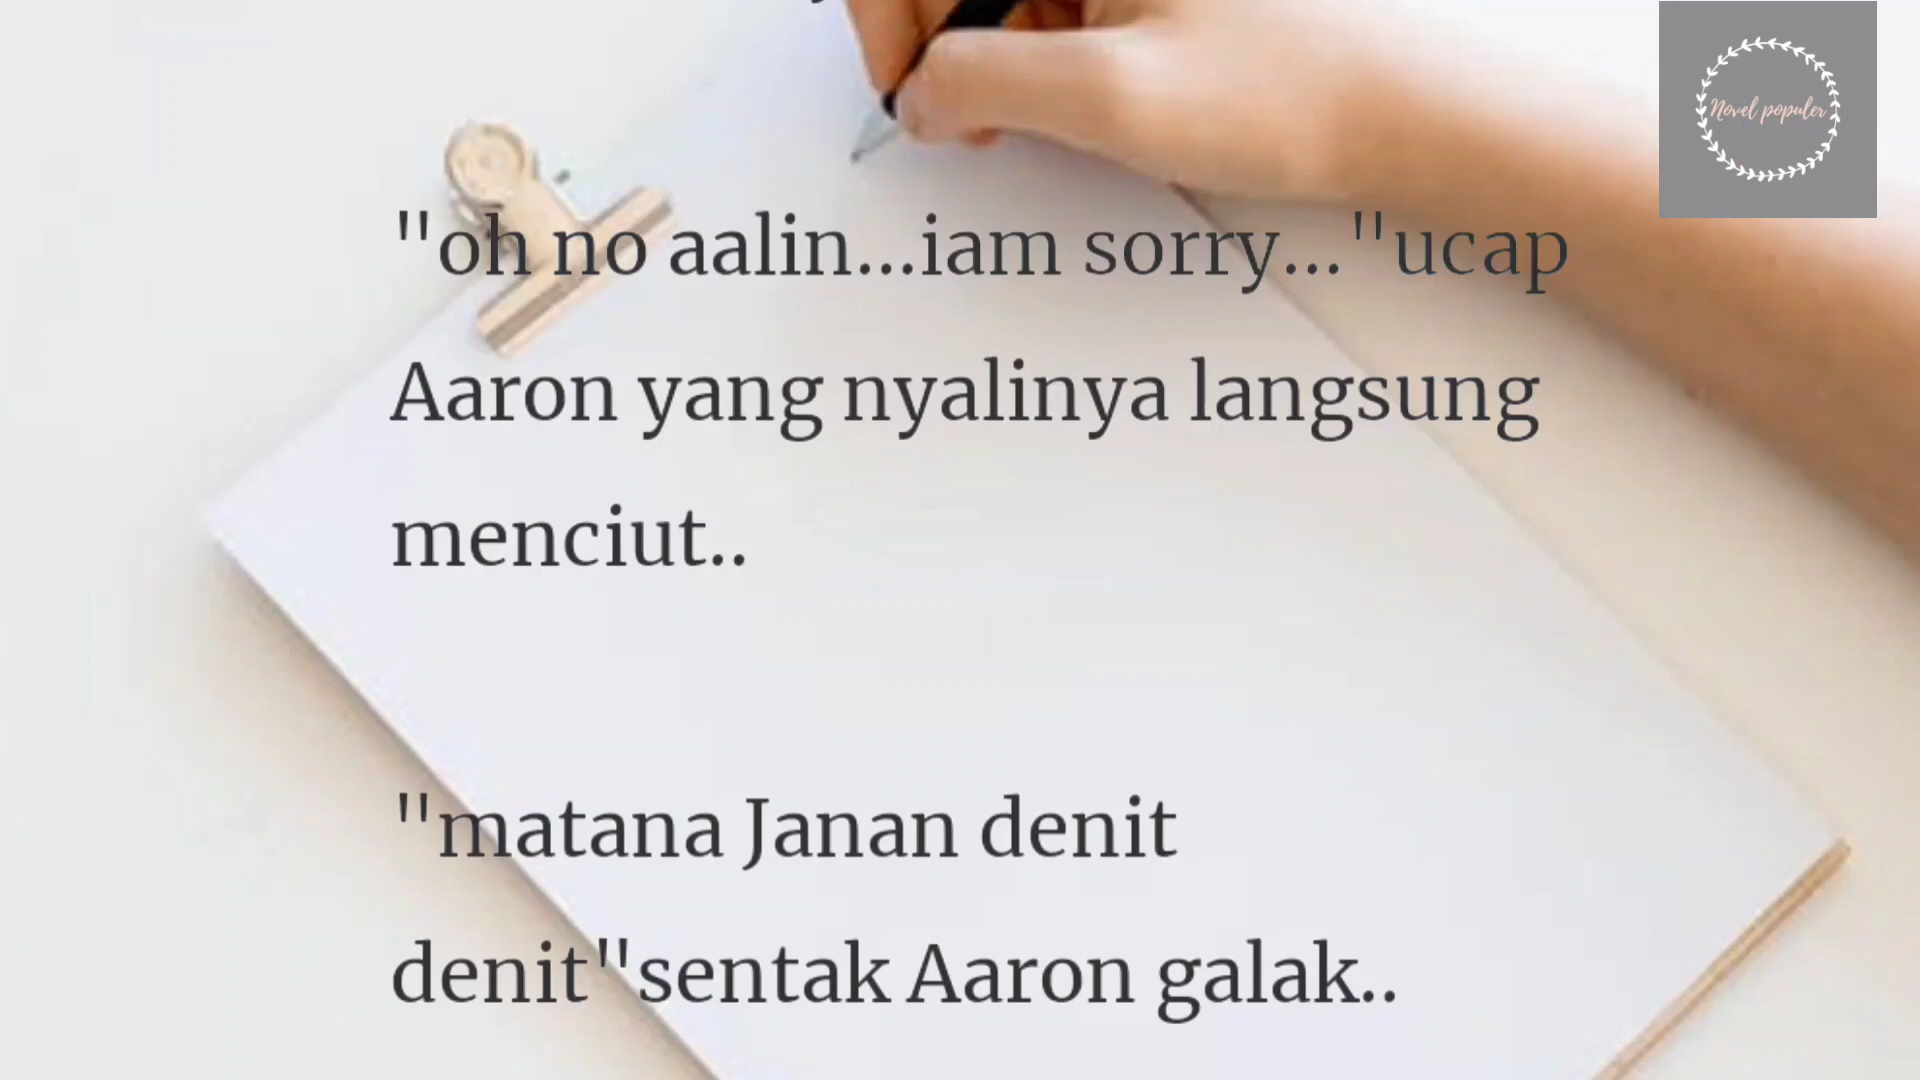 Novel populer
"oh no aalin...iam sorry..."ucap
Aaron yang nyalinya langsung
menciut..
"matana Janan denit
denit"sentak Aaron galak..